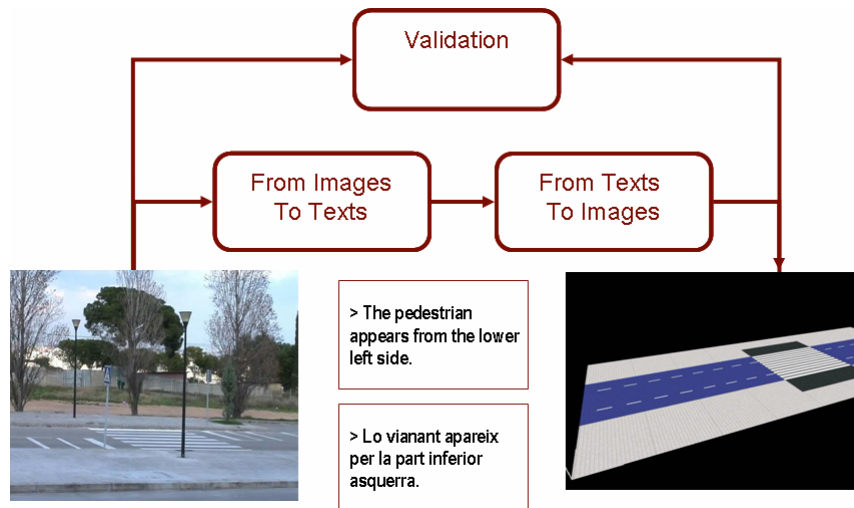 Validation
From Images
To Texts
From Texts
To Images
> The pedestrian
appears from the lower
left side.
> Lo vianant apareix
per la part inferior
asquerra.